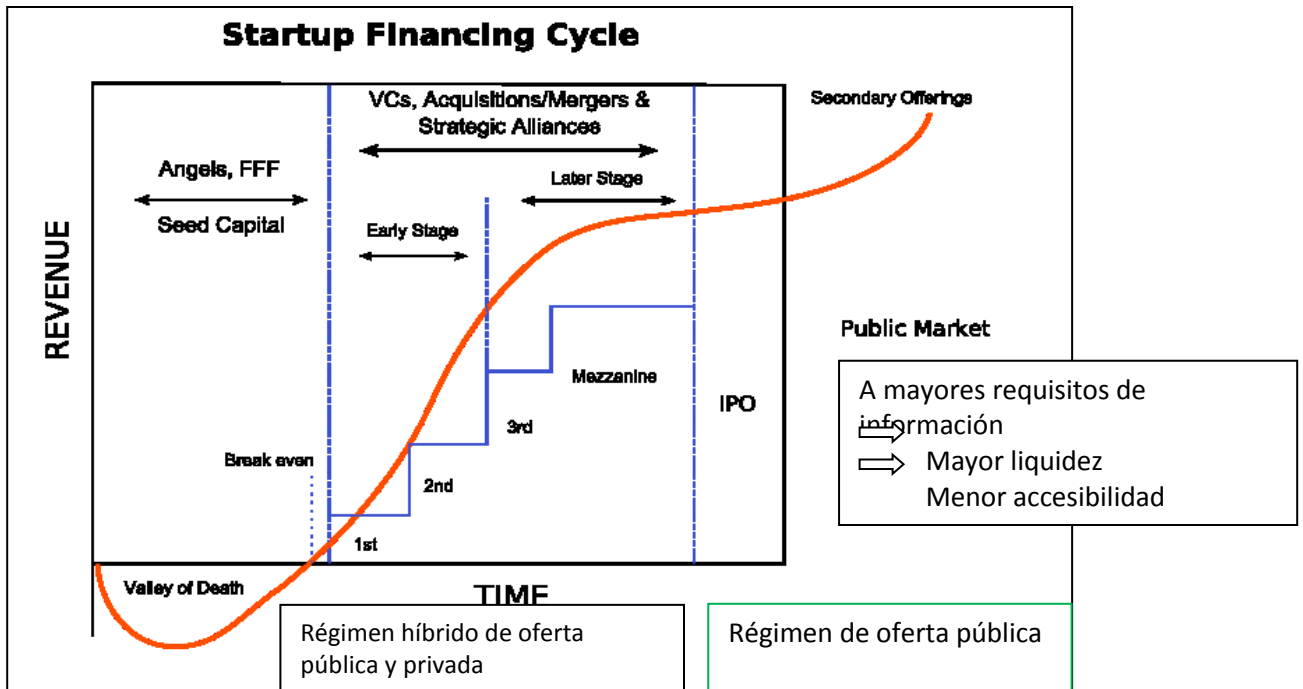 Startup Financing Cycle
VCs, Acquisitions/Mergers &
Strategic Alliances
Secondary Offerings
Angels, FFF
Seed Capital
Later Stage
Early Stage
REVENUE
Public Market
Mezzanine
IPO
3rd
Break even
2nd
1st
Valley of Death
TIME
A mayores requisitos de
información
Mayor liquidez
Menor accesibilidad
Régimen híbrido de oferta
pública y privada
Régimen de oferta pública